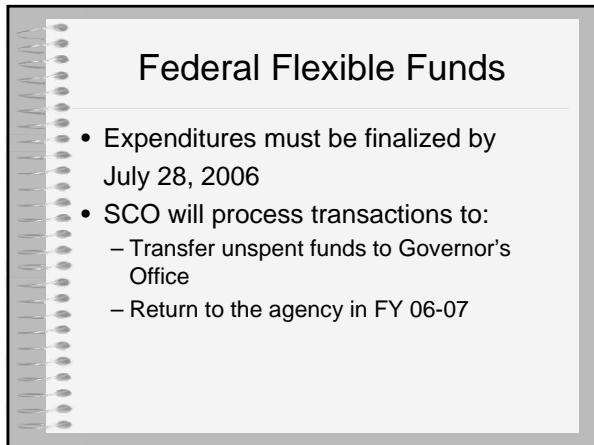 Federal Flexible Funds
• Expenditures must be finalized by
July 28, 2006
• SCO will process transactions to:
– Transfer unspent funds to Governor's
Office
– Return to the agency in FY 06-07